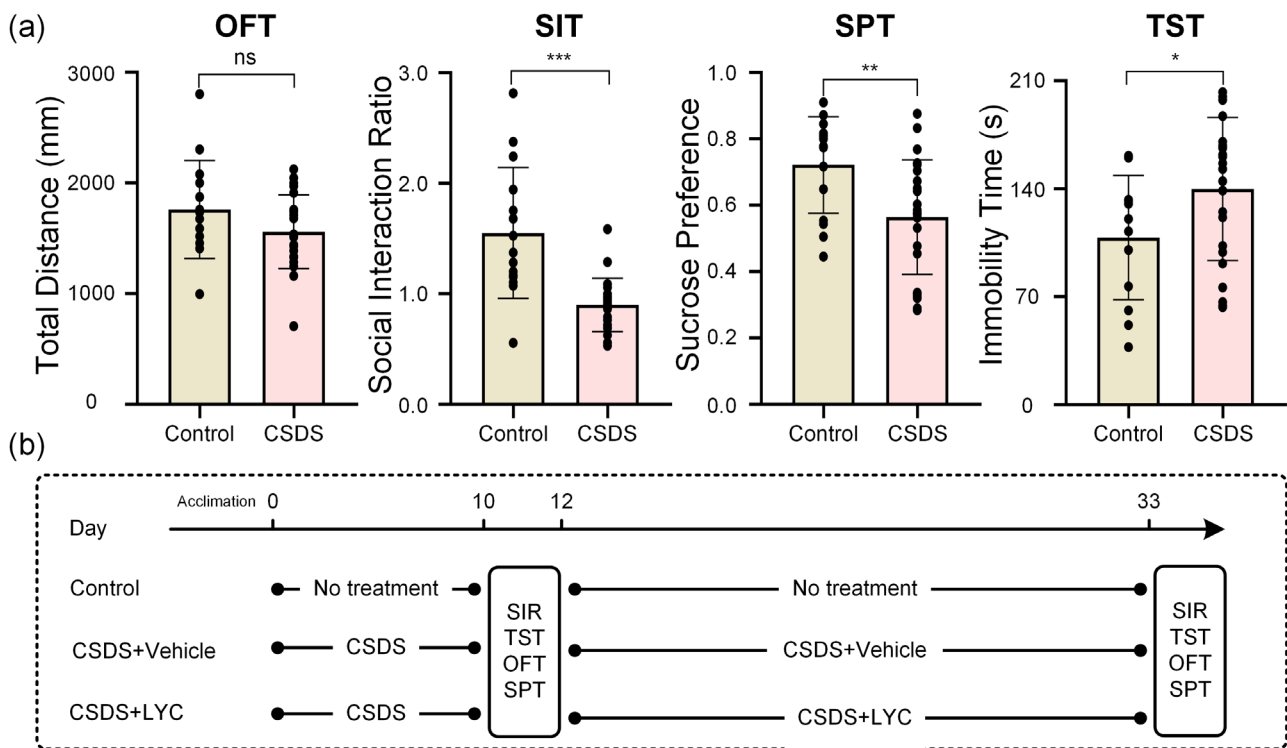 (a)
OFT
SIT
SPT
TST
ns
***
**
*
Total Distance (mm)
3000
2000
1000
0
Control
CSDS
Social Interaction Ratio
3.0
2.0
1.0
0.0
Control
CSDS
Sucrose Preference
1.0
0.8
0.6
0.4
0.2
0.0
Control
CSDS
Immobility Time (s)
210
140
70
0
Control
CSDS
(b)
Acclimation 0 10 12 33
Day
Control No treatment No treatment
CSDS+Vehicle CSDS CSDS+Vehicle
CSDS+LYC CSDS CSDS+LYC
SIR
TST
OFT
SPT
SIR
TST
OFT
SPT